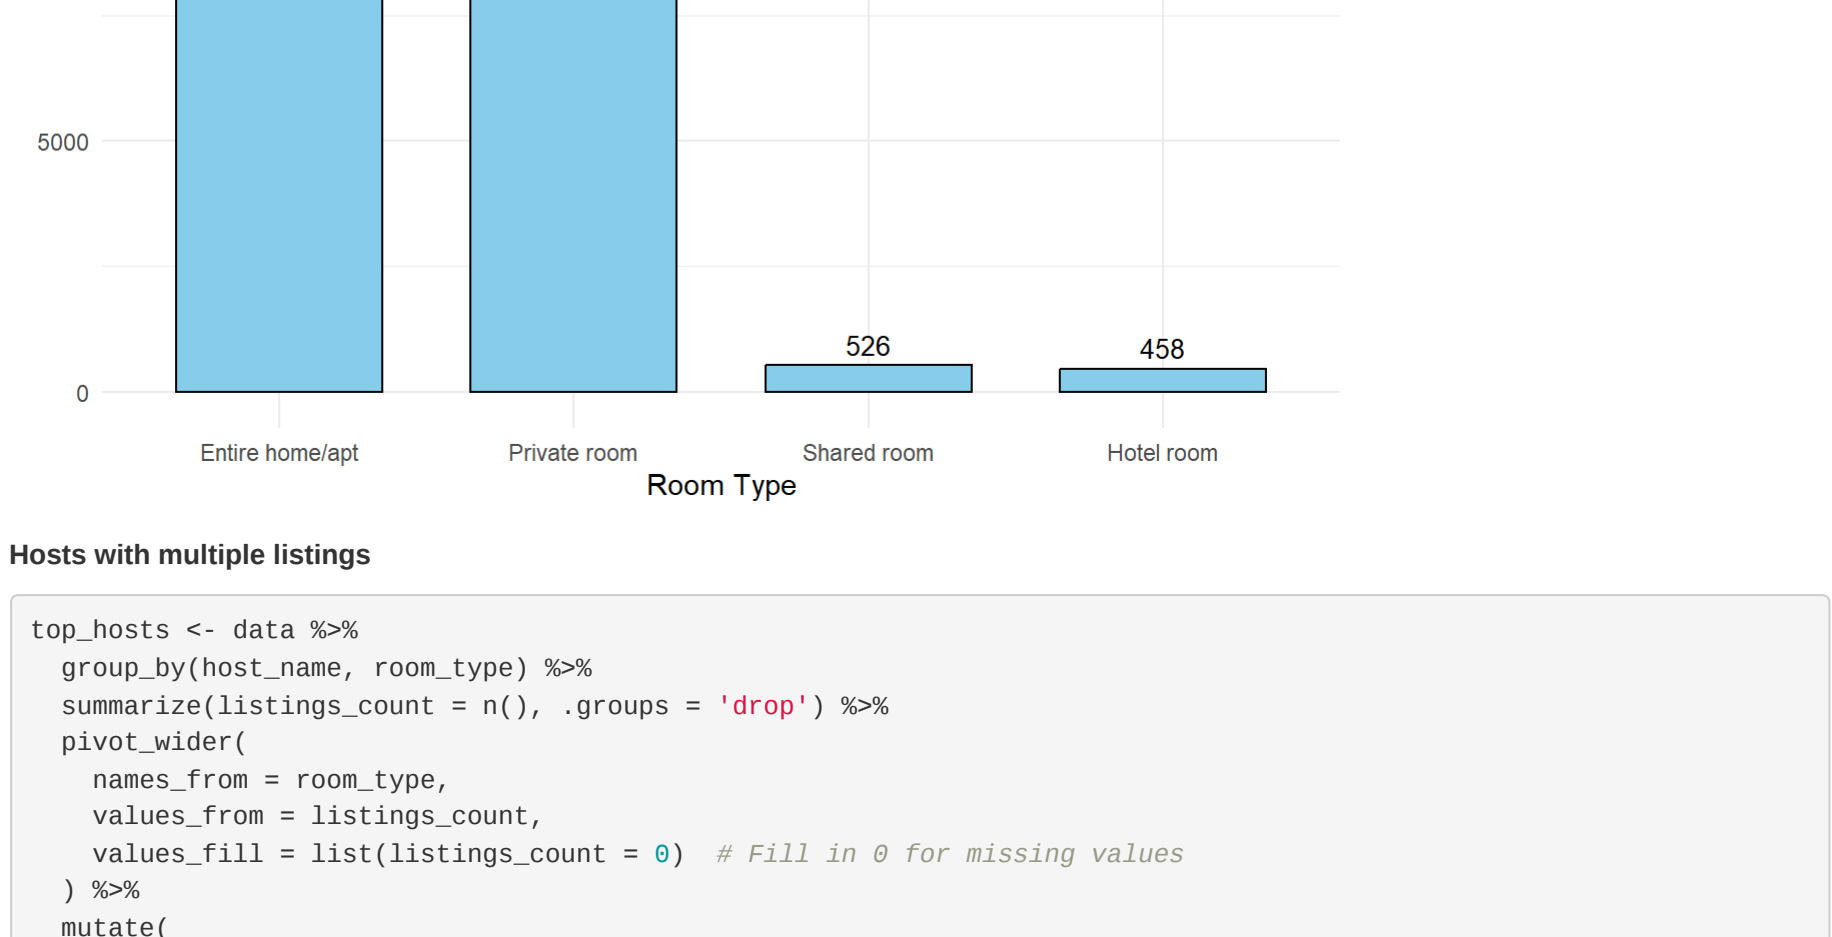 5000
526
458
0
Entire home/apt Private room Shared room Hotel room
Room Type
Hosts with multiple listings
top_hosts <- data %>%
  group_by(host_name, room_type) %>%
  summarize(listings_count = n(), .groups = 'drop') %>%
  pivot_wider(
    names_from = room_type,
    values_from = listings_count,
    values_fill = list(listings_count = 0)  # Fill in 0 for missing values
  ) %>%
  mutate(